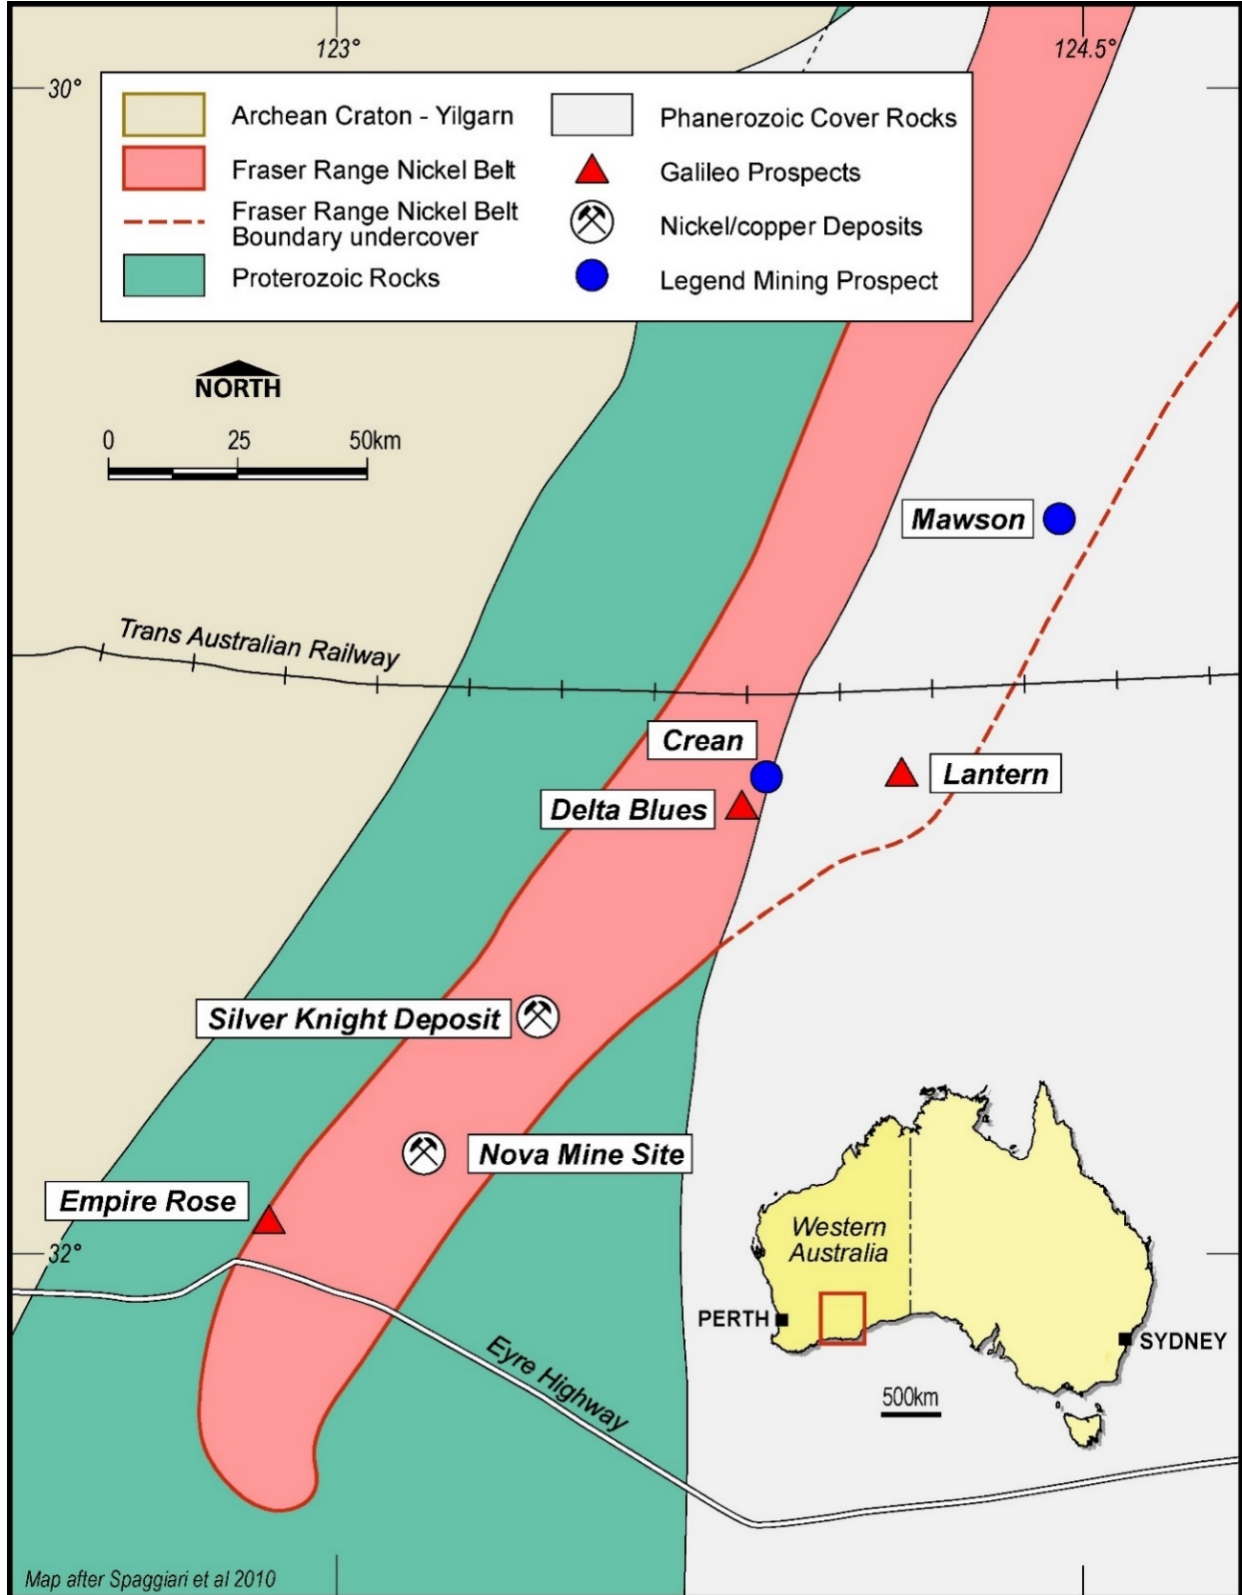 123°
124.5°
30°
Archean Craton - Yilgarn
Fraser Range Nickel Belt
Fraser Range Nickel Belt
Boundary undercover
Proterozoic Rocks
Phanerozoic Cover Rocks
Galileo Prospects
Nickel/copper Deposits
Legend Mining Prospect
NORTH
0 25 50km
Mawson
Trans Australian Railway
Crean
Lantern
Delta Blues
Silver Knight Deposit
Nova Mine Site
Empire Rose
32°
Western
Australia
PERTH
SYDNEY
500km
Eyre Highway
Map after Spaggiari et al 2010